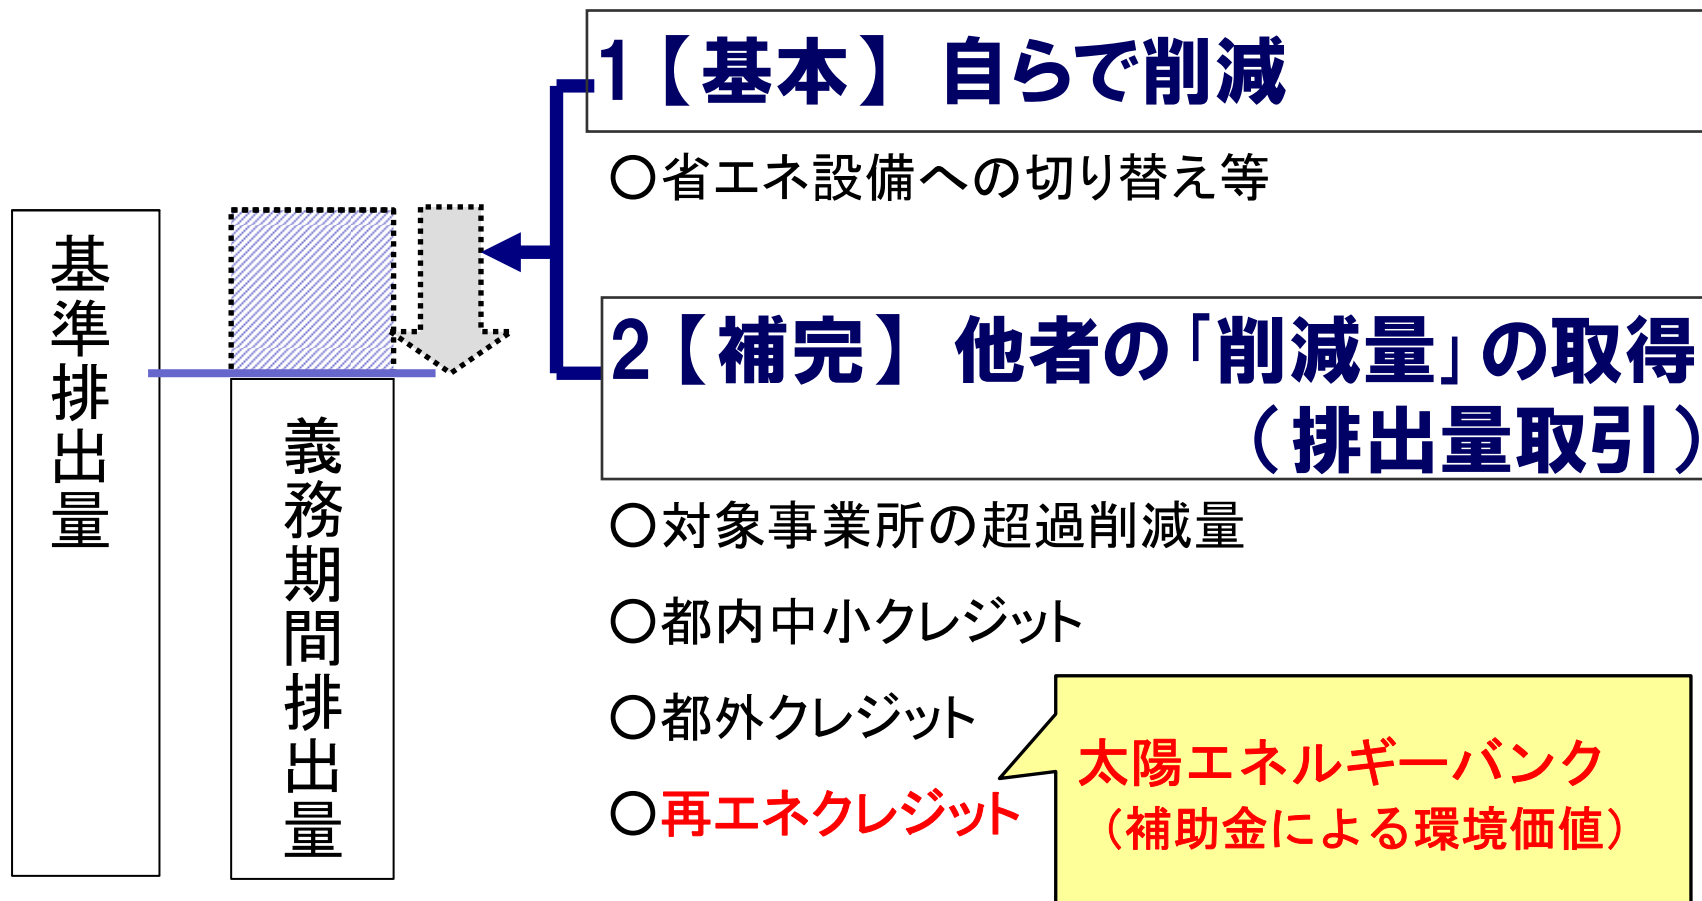 1【基本】 自らで削減
○省エネ設備への切り替え等
基準排出量
義務期間排出量
2【補完】 他者の「削減量」の取得
（排出量取引）
○対象事業所の超過削減量
○都内中小クレジット
○都外クレジット
○再エネクレジット
太陽エネルギーバンク
（補助金による環境価値）